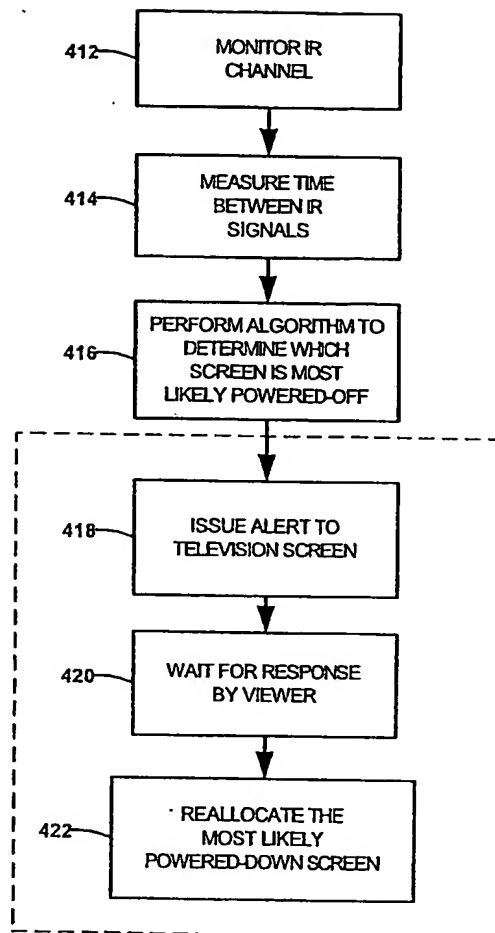 412
MONITOR IR
CHANNEL
414
MEASURE TIME
BETWEEN IR
SIGNALS
416
PERFORM ALGORITHM TO
DETERMINE WHICH
SCREEN IS MOST
LIKELY POWERED-OFF
418
ISSUE ALERT TO
TELEVISION SCREEN
420
WAIT FOR RESPONSE
BY VIEWER
422
REALLOCATE THE
MOST LIKELY
POWERED-DOWN SCREEN